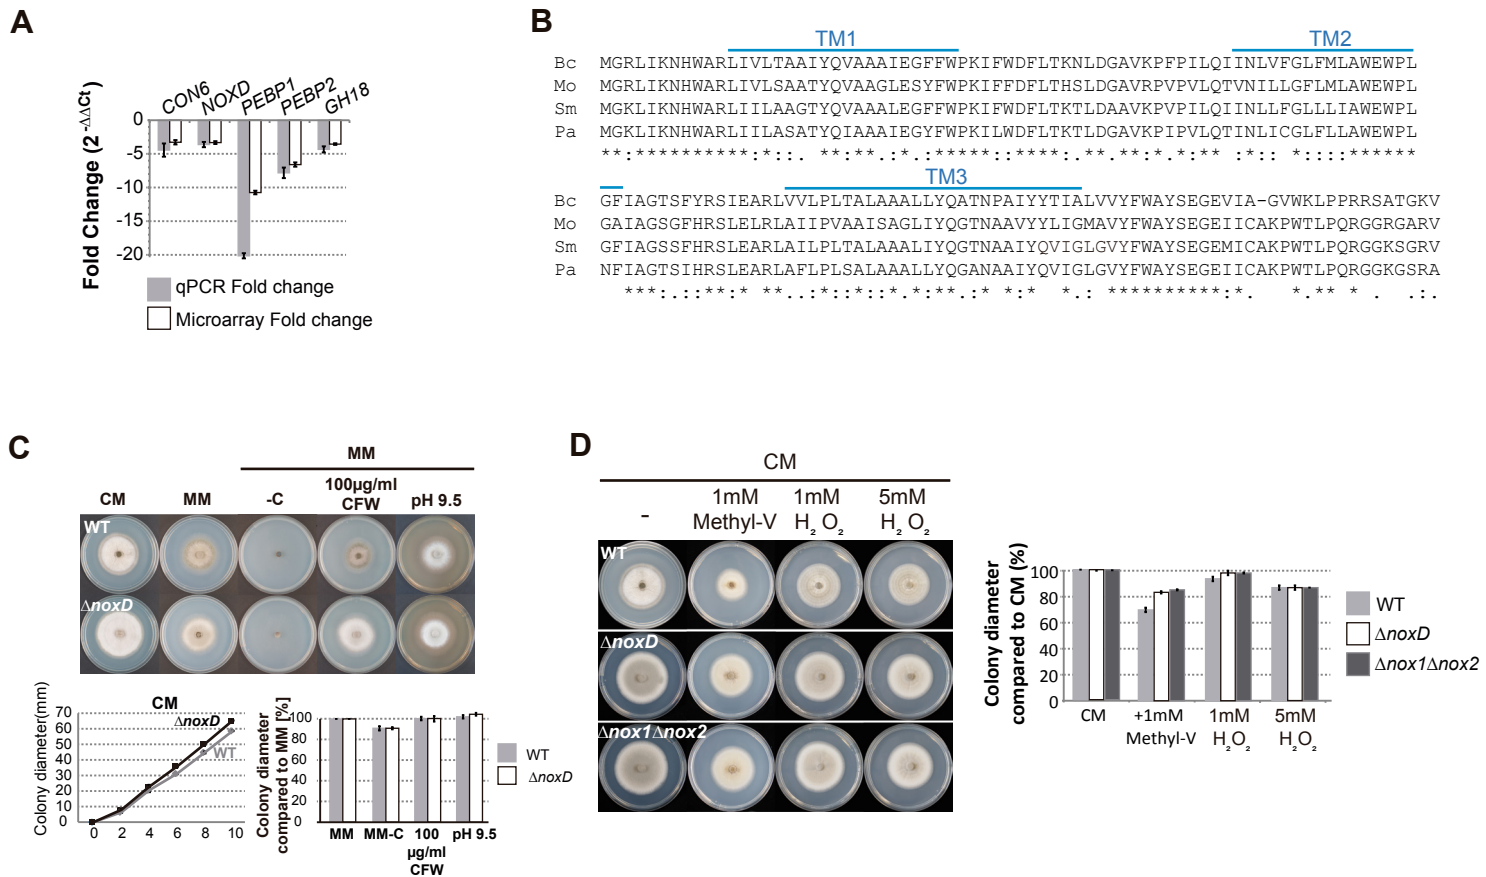 A
CON6
NOXD
PEBP1
PEBP2
GH18
Fold Change (2^-ΔΔCt)
0
-5
-10
-15
-20
qPCR Fold change
Microarray Fold change
B
TM1 TM2
Bc MGRLIKNHWARLIVLTAAIYQVAAAIEGFFWPKIFWDFLTKNLDGAVKPFPILQIINLVFGLFMLAWEWPL
Mo MGRLIKNHWARLIVLSAATYQVAAGLESYFWPKIFFDFLTHSLDGAVRPVPVLQTVNILLGFLMLAWEWPL
Sm MGKLIKNHWARLIILAAGTYQVAAALEGFFWPKIFWDFLTKTLDAAVKPVPILQIINLLFGLLLIAWEWPL
Pa MGKLIKNHWARLIILASATYQIAAAIEGYFWPKILWDFLTKTLDGAVKPIPVLQTINLICGLFLLAWEWPL
**:*********:*::. **:**.:*.:******::****:.**.**:*.*:** :*:: *::::******
TM3
Bc GFIAGTSFYRSIEARLVVLPLTALAAALLYQATNPAIYYTIALVVYFWAYSEGEVIA-GVWKLPPRRSATGKV
Mo GAIAGSGFHRSLEARLAIIPVAAISAGLIYQGTNAAVYYLIGMAVYFWAYSEGEIICAKPWTLPQRGGRGARV
Sm GFIAGSSFHRSLEARLAILPLTALAAALIYQGTNAAIYQVIGLGVYFWAYSEGEMICAKPWTLPQRGGKSGRV
Pa NFIAGTSIHRSLEARLAFLPLSALAAALLYQGANAAIYQVIGLGVYFWAYSEGEIICAKPWTLPQRGGKGSRA
***:.::**:* **..:*::*::*.*:**.:* *:* *.: *********:*. *.** * . .:.
C
MM
CM MM -C 100µg/ml CFW pH 9.5
WT
ΔnoxD
CM
Colony diameter(mm)
70
60
50
40
30
20
10
0
ΔnoxD
WT
0 2 4 6 8 10
Colony diameter compared to MM [%]
100
80
60
40
20
0
MM MM-C 100 µg/ml CFW pH 9.5
WT
ΔnoxD
D
CM
- 1mM Methyl-V 1mM H2O2 5mM H2O2
WT
ΔnoxD
Δnox1Δnox2
Colony diameter compared to CM (%)
100
80
60
40
20
0
CM +1mM Methyl-V 1mM H2O2 5mM H2O2
WT
ΔnoxD
Δnox1Δnox2